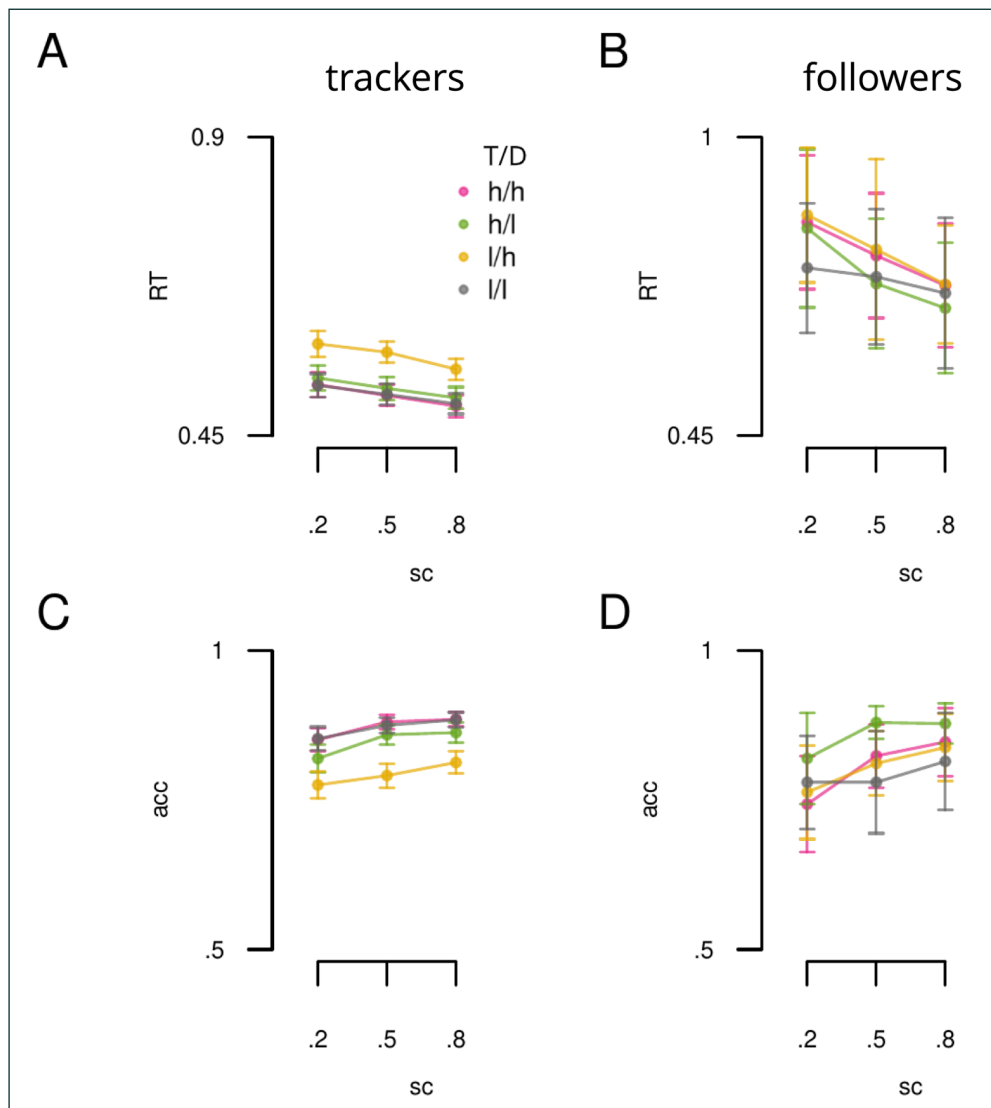 A
trackers
0.9
RT
0.45
T/D
h/h
h/l
l/h
l/l
.2 .5 .8
sc
B
followers
1
RT
0.45
.2 .5 .8
sc
C
1
acc
.5
.2 .5 .8
sc
D
1
acc
.5
.2 .5 .8
sc